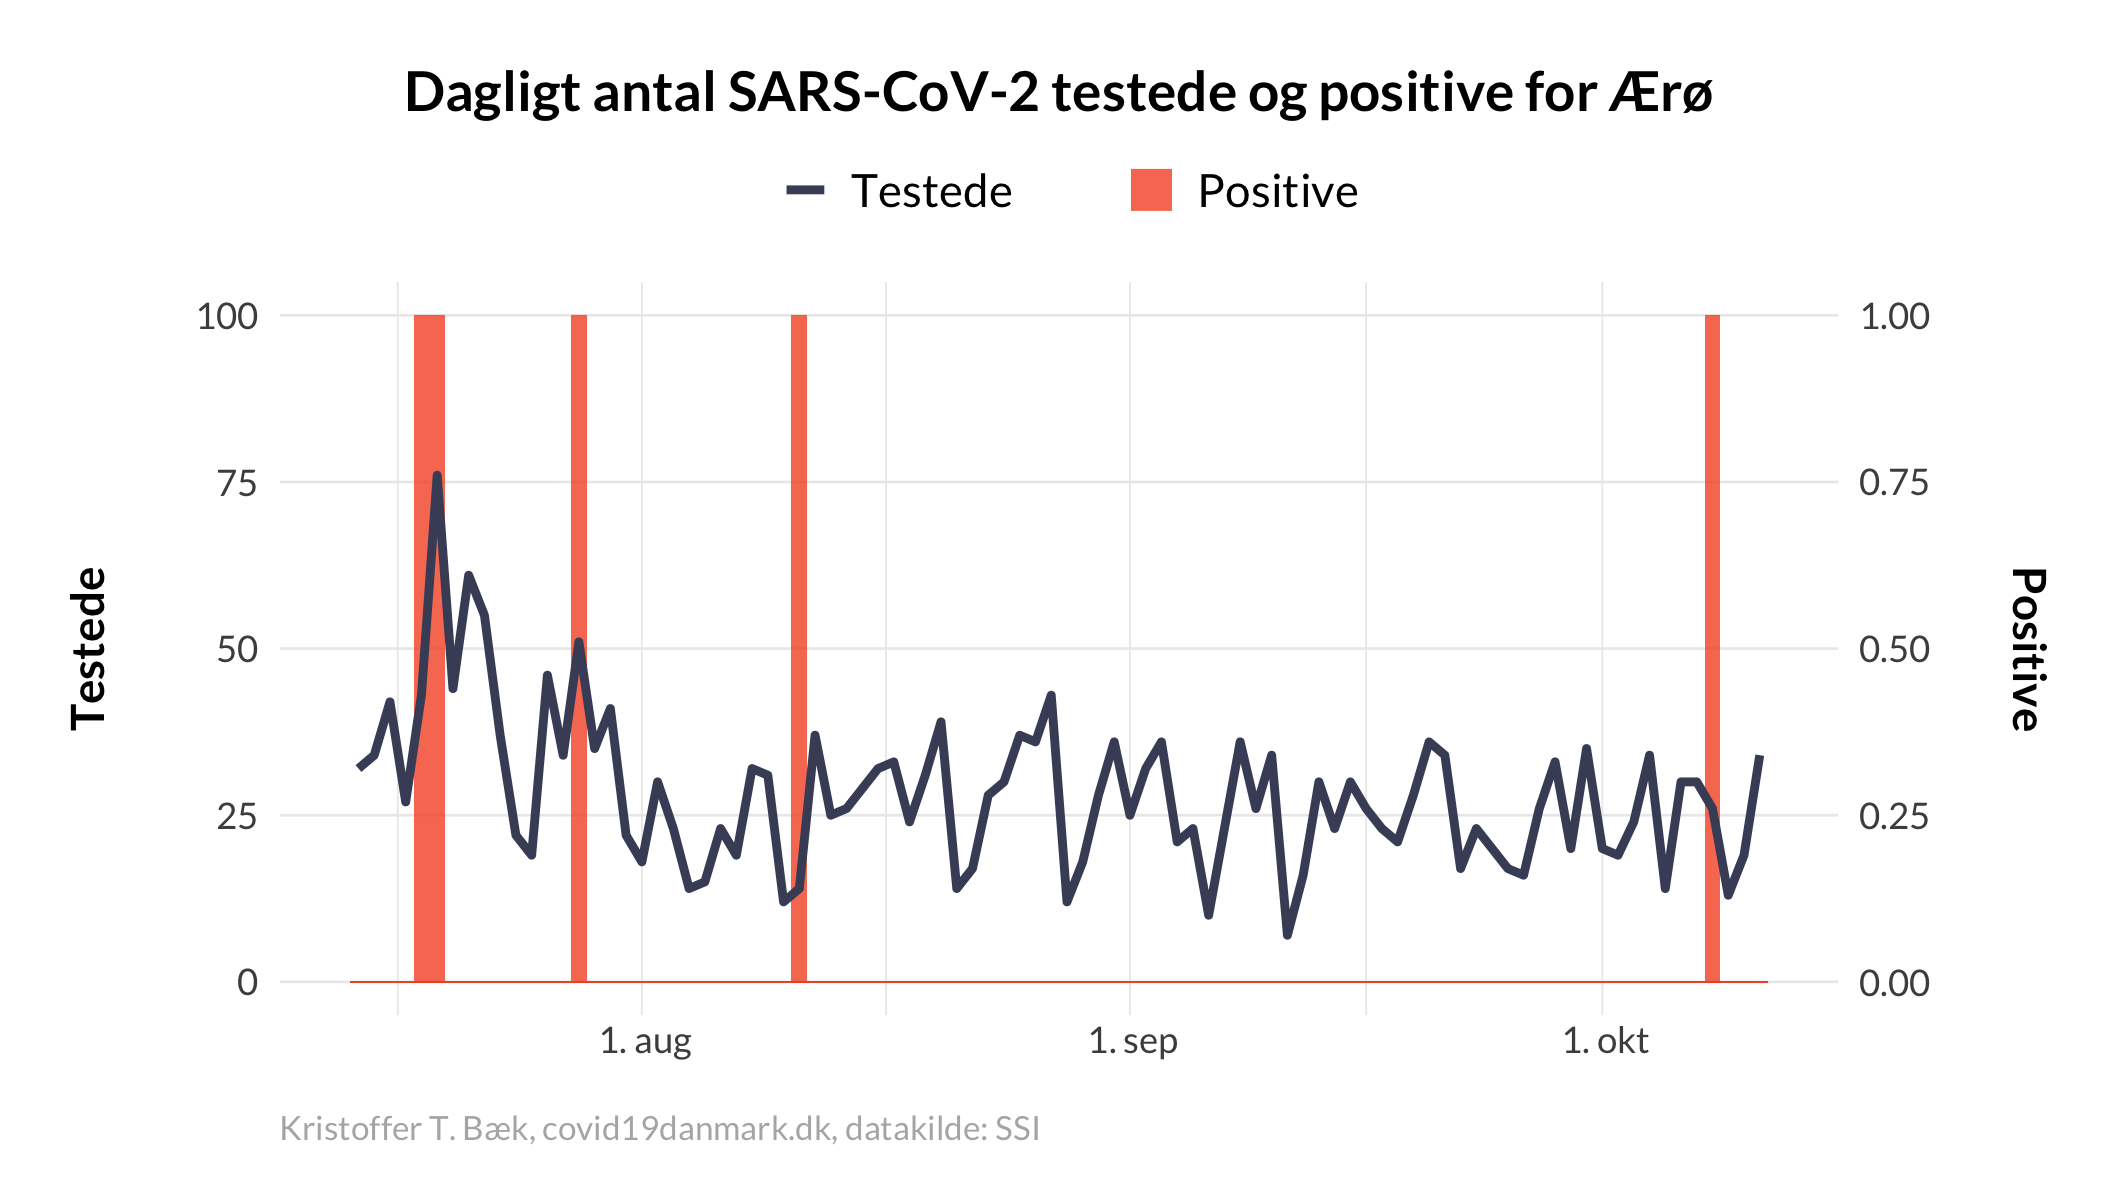 Dagligt antal SARS-CoV-2 testede og positive for Ærø
Testede Positive
100 1.00
75 0.75
50 0.50
25 0.25
0 0.00
Testede
Positive
1. aug 1. sep 1. okt
Kristoffer T. Bæk, covid19danmark.dk, datakilde: SSI